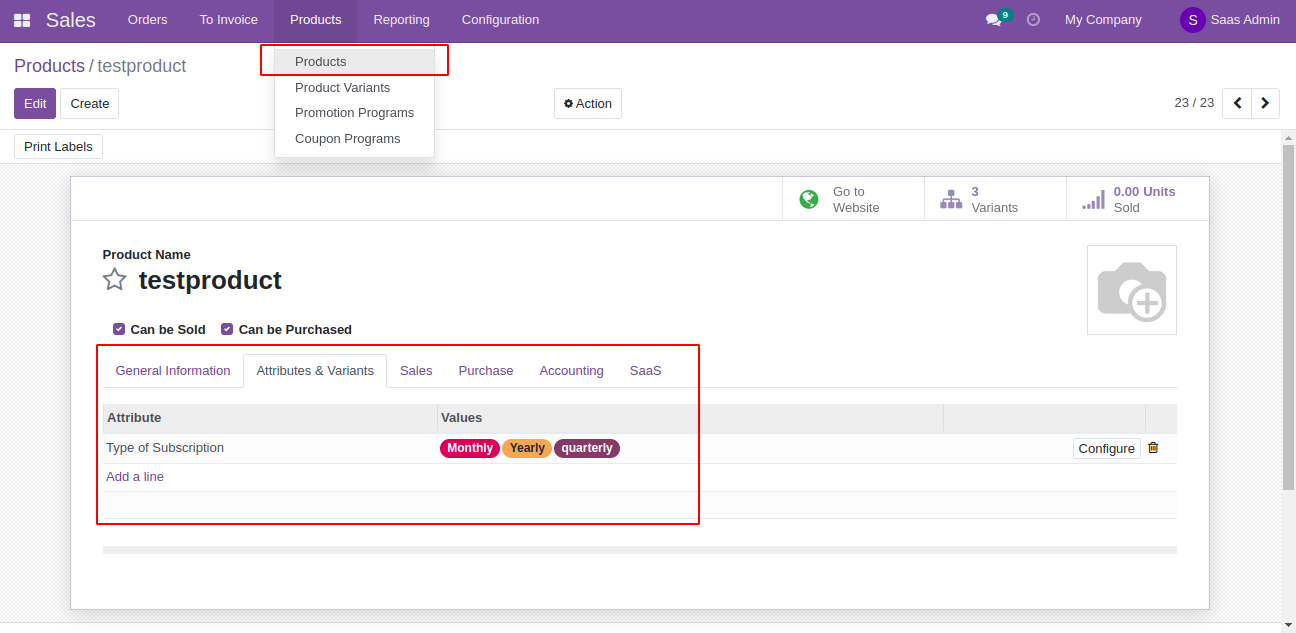 Sales Orders To Invoice Products Reporting Configuration 9 My Company S Saas Admin
Products / testproduct
Products
Product Variants
Promotion Programs
Coupon Programs
Edit Create Action 23 / 23
Print Labels
Go to Website
3 Variants
0.00 Units Sold
Product Name
testproduct
Can be Sold Can be Purchased
General Information Attributes & Variants Sales Purchase Accounting SaaS
Attribute Values
Type of Subscription Monthly Yearly quarterly Configure
Add a line